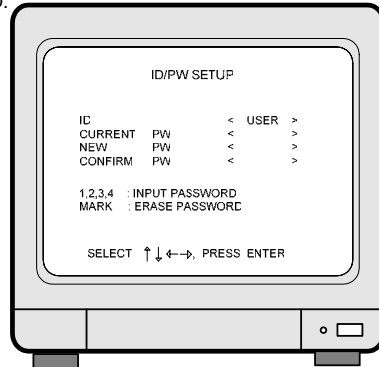 ID/PW SETUP
ID < USER >
CURRENT PW < >
NEW PW < >
CONFIRM PW < >
1,2,3,4 : INPUT PASSWORD
MARK : ERASE PASSWORD
SELECT ↑↓←→, PRESS ENTER